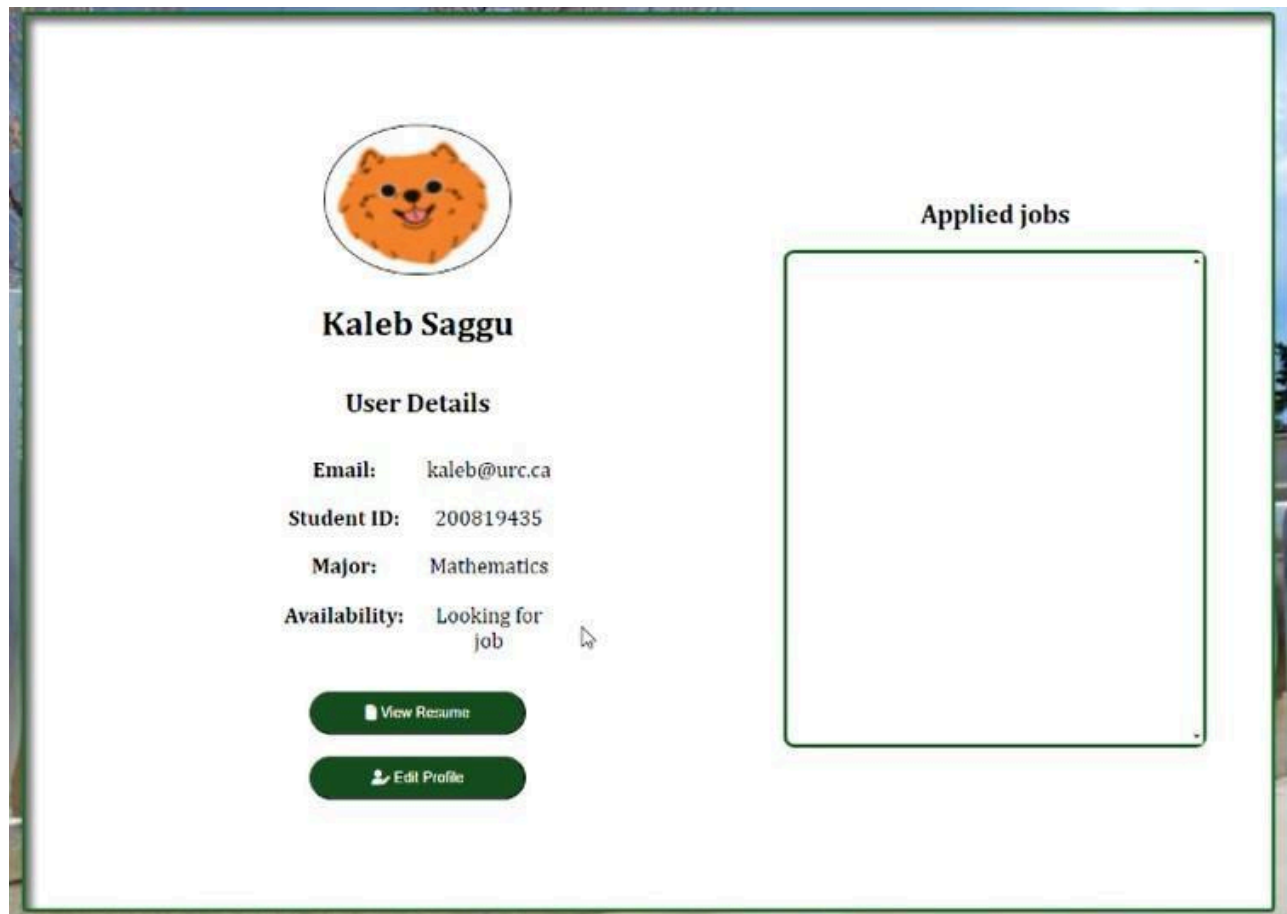 Kaleb Saggu
User Details
Email: kaleb@urc.ca
Student ID: 200819435
Major: Mathematics
Availability: Looking for
job
View Resume
Edit Profile
Applied jobs